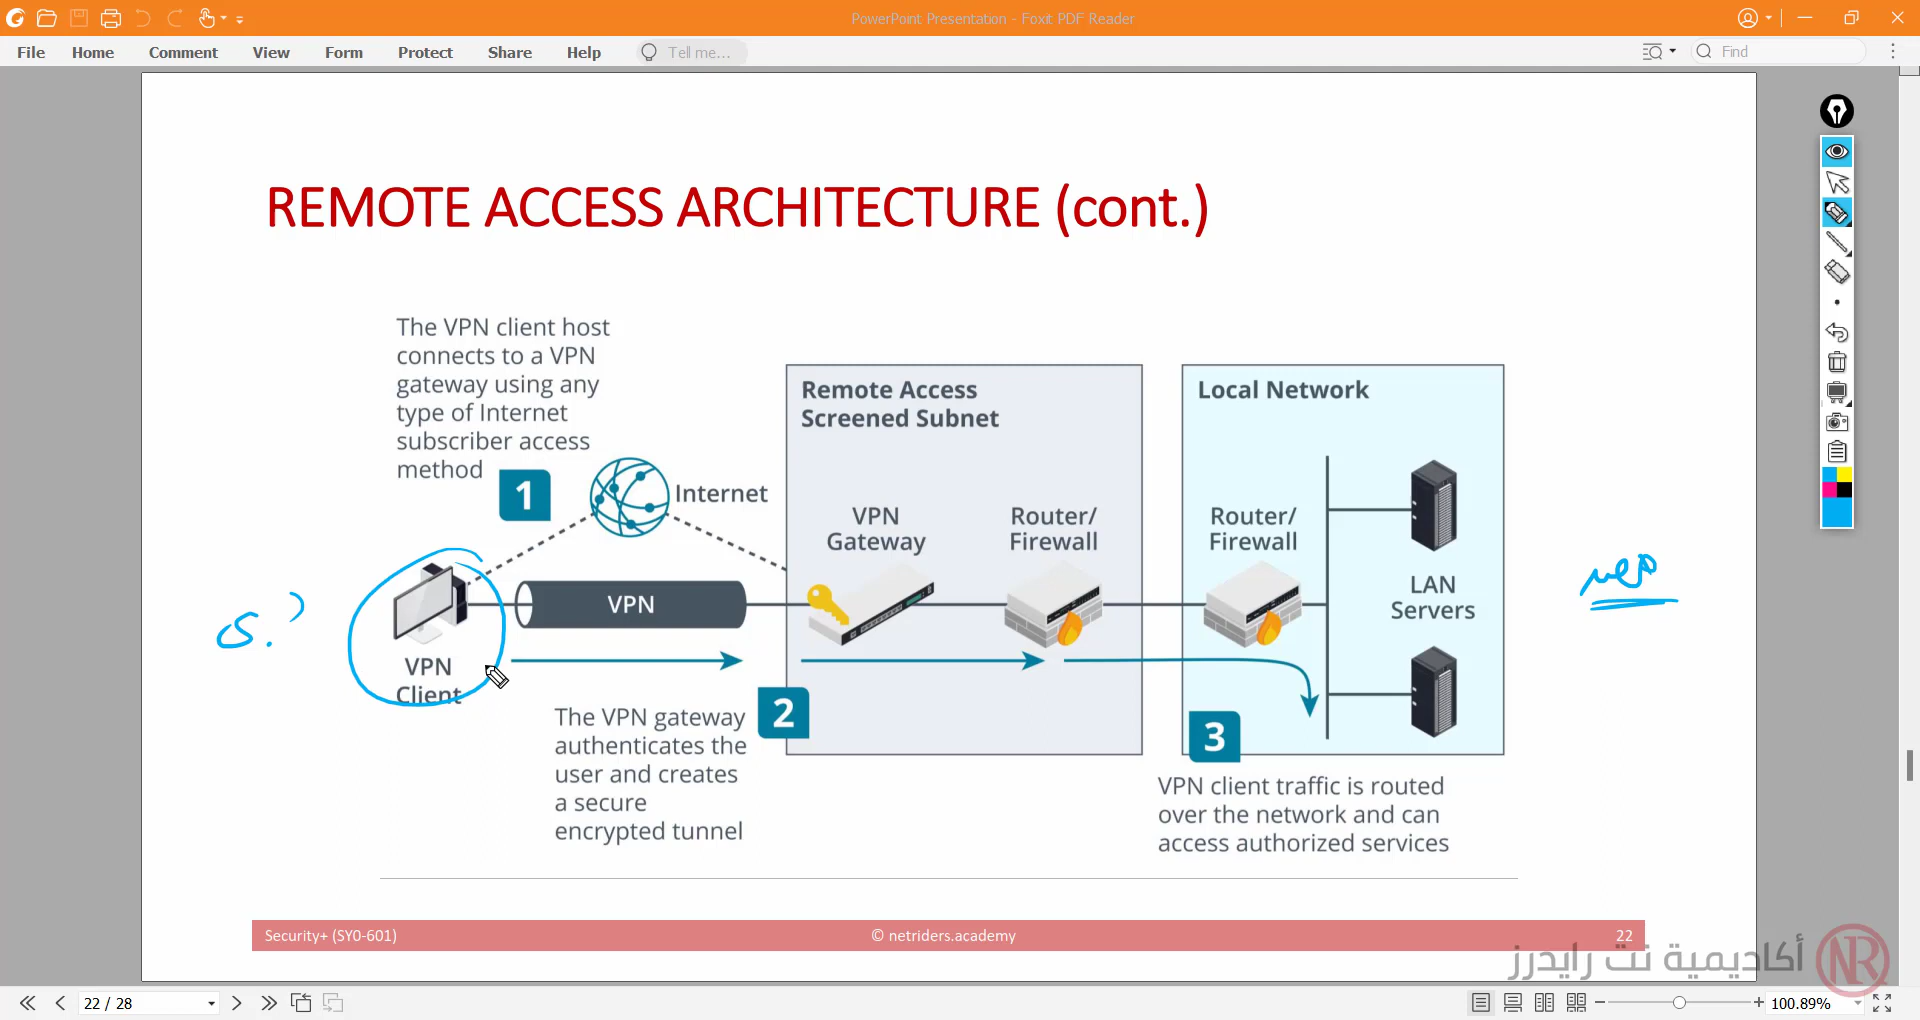 PowerPoint Presentation - Foxit PDF Reader
File Home Comment View Form Protect Share Help Tell me... Find
REMOTE ACCESS ARCHITECTURE (cont.)
The VPN client host
connects to a VPN
gateway using any
type of Internet
subscriber access
method
1
Internet
VPN
VPN
Client
The VPN gateway
authenticates the
user and creates
a secure
encrypted tunnel
2
Remote Access
Screened Subnet
VPN
Gateway
Router/
Firewall
Local Network
Router/
Firewall
LAN
Servers
3
VPN client traffic is routed
over the network and can
access authorized services
Security+ (SY0-601) © netriders.academy 22
أكاديمية نت رايدرز NR
22 / 28 100.89%